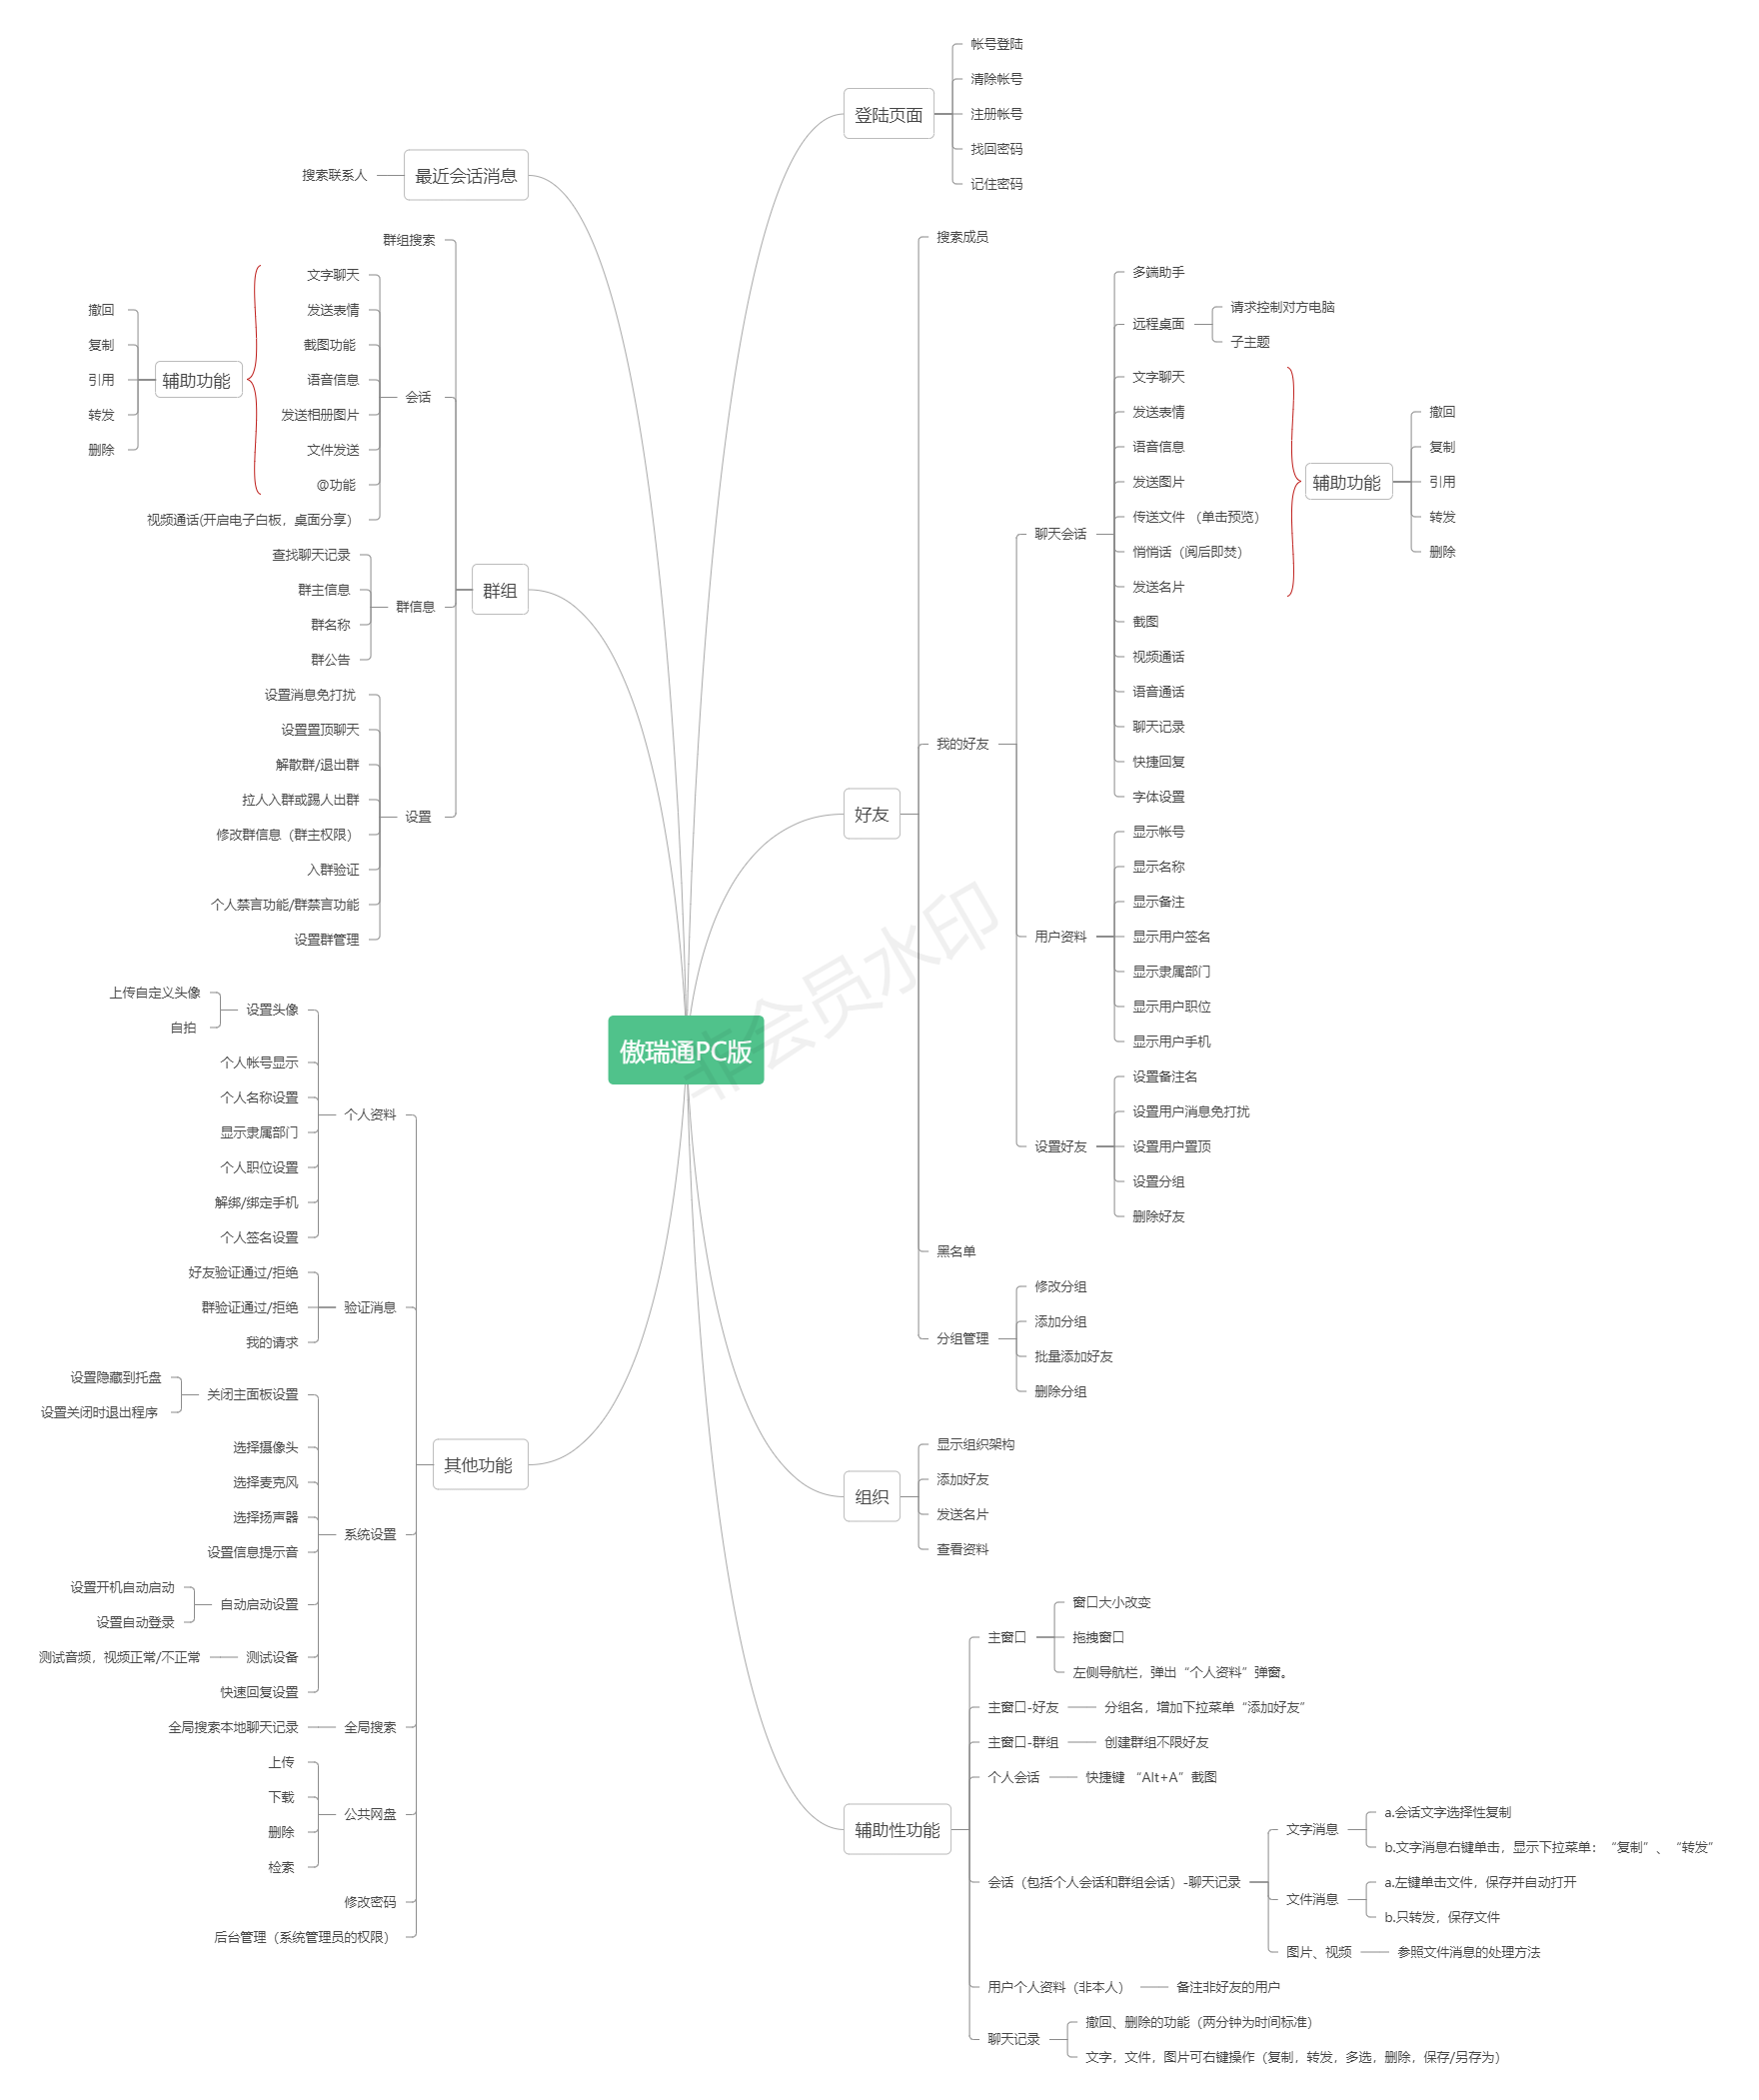 傲瑞通PC版
登陆页面
帐号登陆
清除帐号
注册帐号
找回密码
记住密码
好友
搜索成员
我的好友
聊天会话
多端助手
远程桌面
请求控制对方电脑
子主题
文字聊天
发送表情
语音信息
发送图片
传送文件 （单击预览）
悄悄话（阅后即焚）
发送名片
辅助功能
撤回
复制
引用
转发
删除
截图
视频通话
语音通话
聊天记录
快捷回复
字体设置
用户资料
显示帐号
显示名称
显示备注
显示用户签名
显示隶属部门
显示用户职位
显示用户手机
设置好友
设置备注名
设置用户消息免打扰
设置用户置顶
设置分组
删除好友
黑名单
分组管理
修改分组
添加分组
批量添加好友
删除分组
组织
显示组织架构
添加好友
发送名片
查看资料
辅助性功能
主窗口
窗口大小改变
拖拽窗口
左侧导航栏，弹出“个人资料”弹窗。
主窗口-好友
分组名，增加下拉菜单“添加好友”
主窗口-群组
创建群组不限好友
个人会话
快捷键 “Alt+A”截图
会话（包括个人会话和群组会话）-聊天记录
文字消息
a.会话文字选择性复制
b.文字消息右键单击，显示下拉菜单：“复制”、“转发”
文件消息
a.左键单击文件，保存并自动打开
b.只转发，保存文件
图片、视频
参照文件消息的处理方法
用户个人资料（非本人）
备注非好友的用户
聊天记录
撤回、删除的功能（两分钟为时间标准）
文字，文件，图片可右键操作（复制，转发，多选，删除，保存/另存为）
最近会话消息
搜索联系人
群组
群组搜索
会话
文字聊天
发送表情
截图功能
语音信息
发送相册图片
文件发送
@功能
视频通话(开启电子白板，桌面分享）
辅助功能
撤回
复制
引用
转发
删除
群信息
查找聊天记录
群主信息
群名称
群公告
设置
设置消息免打扰
设置置顶聊天
解散群/退出群
拉人入群或踢人出群
修改群信息（群主权限）
入群验证
个人禁言功能/群禁言功能
设置群管理
其他功能
个人资料
设置头像
上传自定义头像
自拍
个人帐号显示
个人名称设置
显示隶属部门
个人职位设置
解绑/绑定手机
个人签名设置
验证消息
好友验证通过/拒绝
群验证通过/拒绝
我的请求
系统设置
关闭主面板设置
设置隐藏到托盘
设置关闭时退出程序
选择摄像头
选择麦克风
选择扬声器
设置信息提示音
自动启动设置
设置开机自动启动
设置自动登录
测试设备
测试音频，视频正常/不正常
快速回复设置
全局搜索
全局搜索本地聊天记录
公共网盘
上传
下载
删除
检索
修改密码
后台管理（系统管理员的权限）
非会员水印